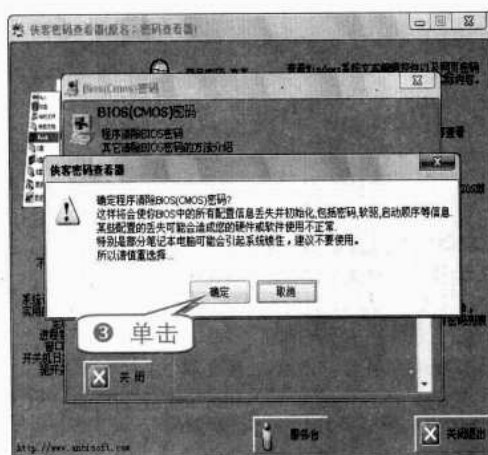 侠客密码查看器(原名：密码查看器)
Bios(Cmos)密码
BIOS(CMOS)密码
程序清除BIOS密码
其它清除BIOS密码的方法介绍
侠客密码查看器
确定程序清除BIOS(CMOS)密码?
这样将会使你BIOS中的所有配置信息丢失并初始化,包括密码,软驱,启动顺序等信息.
某些配置的丢失可能会造成您的硬件或软件使用不正常.
特别是部分笔记本电脑可能会引起系统锁住，建议不要使用。
所以请慎重选择...
确定
取消
❸ 单击
关闭
服务台
关闭退出